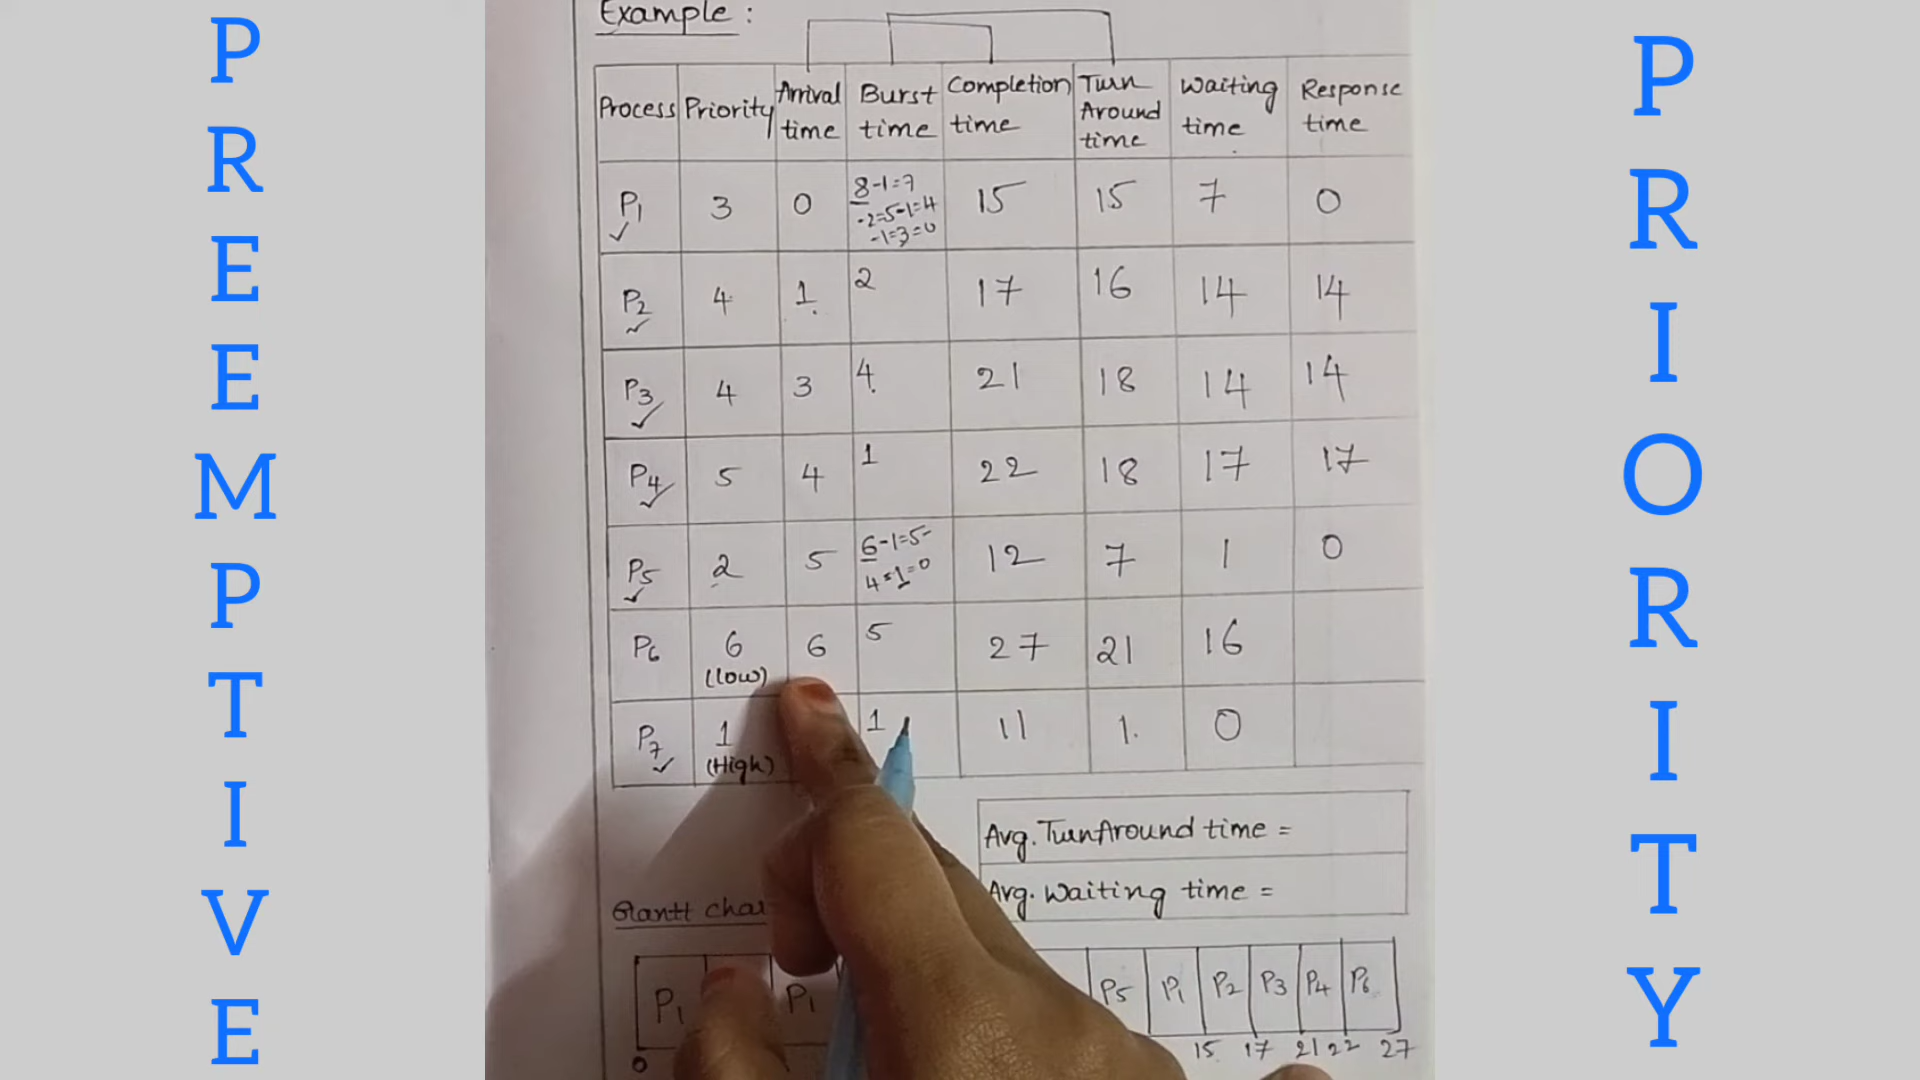 PREEMPTIVE
Example :
Process Priority Arrival time Burst time Completion time Turn Around time Waiting time Response time
P1 3 0 8-1=7 15 15 7 0
-2=5-1=4
-1=3=0
P2 4 1 2 17 16 14 14
P3 4 3 4 21 18 14 14
P4 5 4 1 22 18 17 17
P5 2 5 6-1=5- 12 7 1 0
4=1=0
P6 6 6 5 27 21 16
(low)
P7 1 1 11 1 0
(High)
Avg. TurnAround time =
Avg. Waiting time =
Gantt
P1 P1 P5 P1 P2 P3 P4 P6
0 15 17 21 22 27
PRIORITY